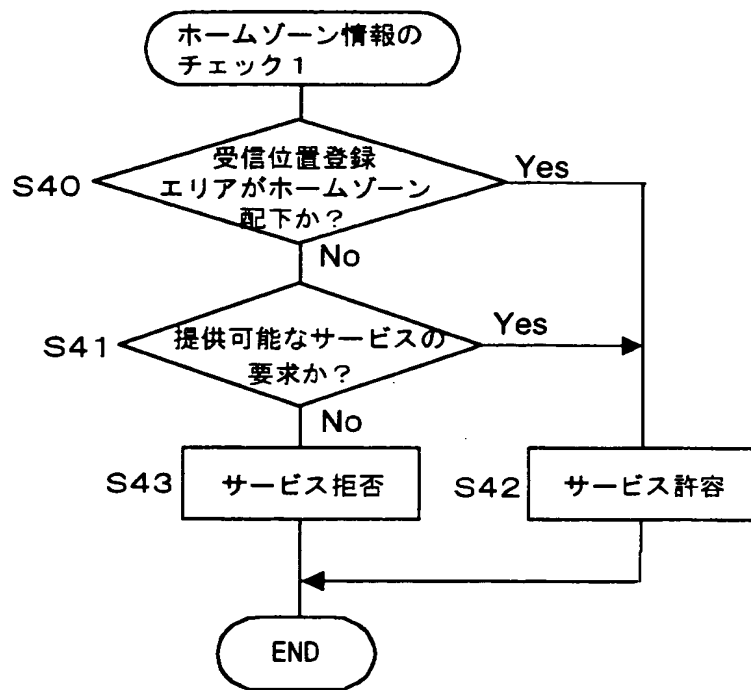 ホームゾーン情報の
チェック1
受信位置登録
エリアがホームゾーン
配下か？
S40
Yes
No
提供可能なサービスの
要求か？
S41
Yes
No
S43
サービス拒否
S42
サービス許容
END